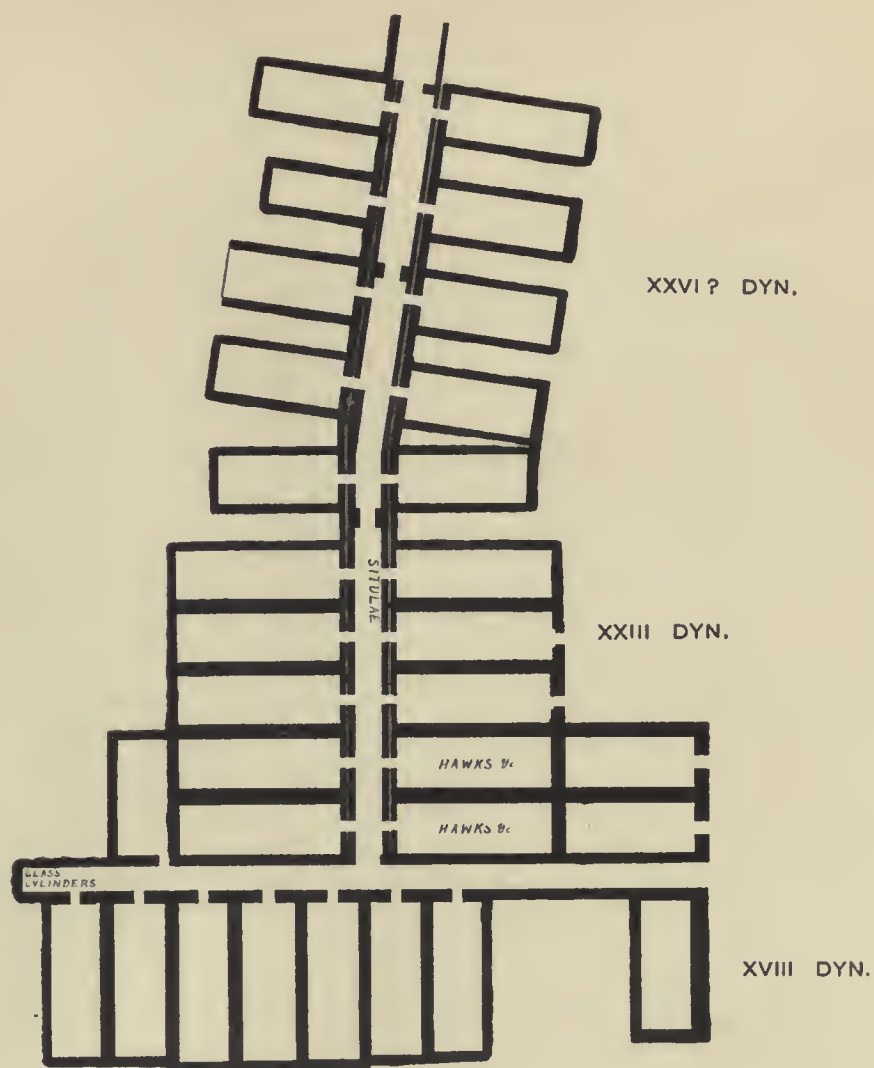 XXVI? DYN.
SITULAE
XXIII DYN.
HAWKS &c
HAWKS &c
GLASS
CYLINDERS
XVIII DYN.